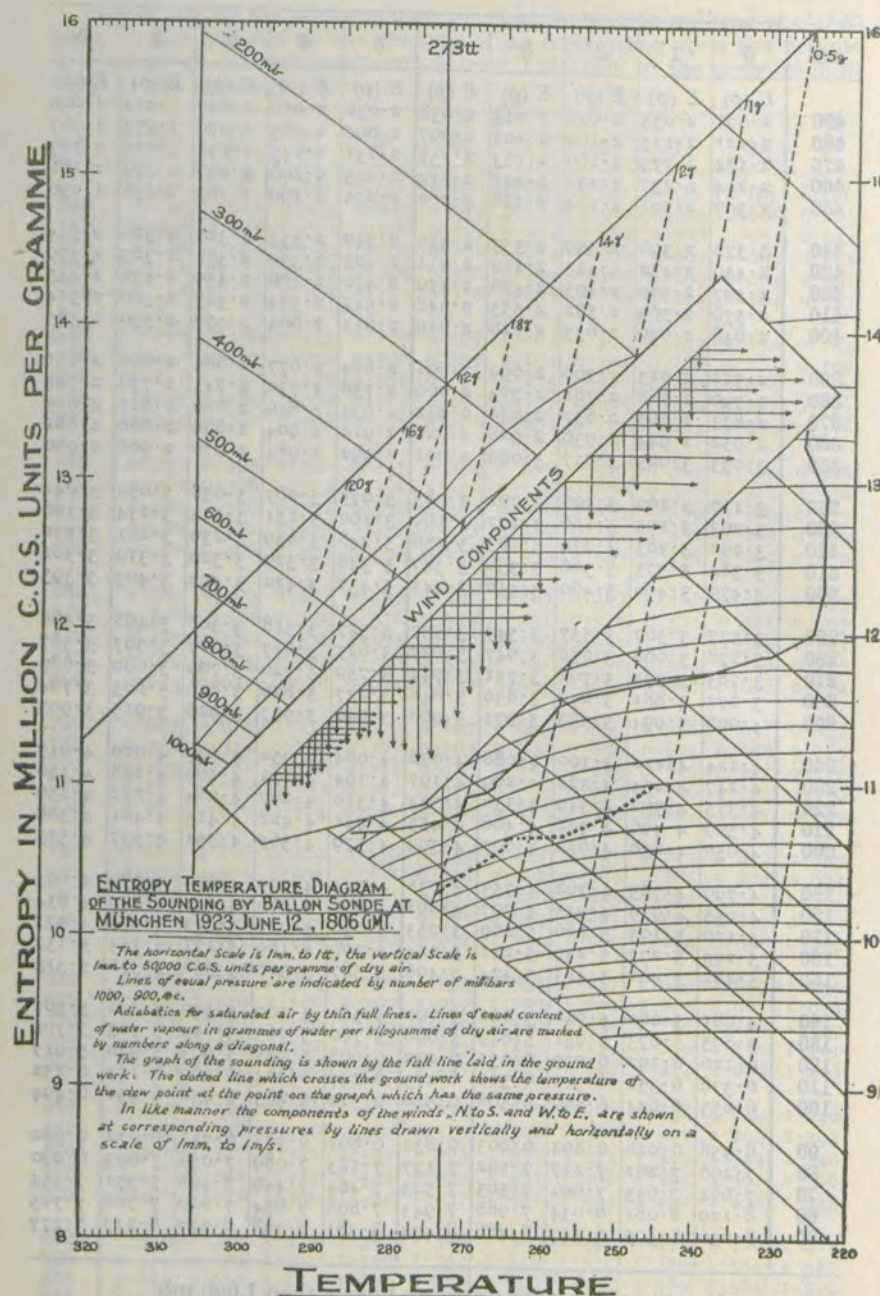 16
15
14
13
12
11
10
9
8
16
15
14
13
12
11
10
9
320
310
300
290
280
270
260
250
240
230
220
ENTROPY IN MILLION C.G.S. UNITS PER GRAMME
TEMPERATURE
273tt
200mb
300mb
400mb
500mb
600mb
700mb
800mb
900mb
1000mb
0.5g
1g
2g
4g
8g
12g
16g
20g
WIND COMPONENTS
ENTROPY TEMPERATURE DIAGRAM
OF THE SOUNDING BY BALLON SONDE AT
MÜNCHEN 1923 JUNE, 12, 1806 GMT.
The horizontal Scale is 1mm. to 1tt, the vertical Scale is
1mm. to 50,000 C.G.S. units per gramme of dry air.
Lines of equal pressure are indicated by number of millibars
1000, 900, &c.
Adiabatics for saturated air by thin full lines. Lines of equal content
of water vapour in grammes of water per kilogramme of dry air are marked
by numbers along a diagonal.
The graph of the sounding is shown by the full line laid in the ground
work. The dotted line which crosses the ground work shows the temperature of
the dew point at the point on the graph which has the same pressure.
In like manner the components of the winds, N. to S. and W. to E, are shown
at corresponding pressures by lines drawn vertically and horizontally on a
scale of 1mm. to 1m/s.